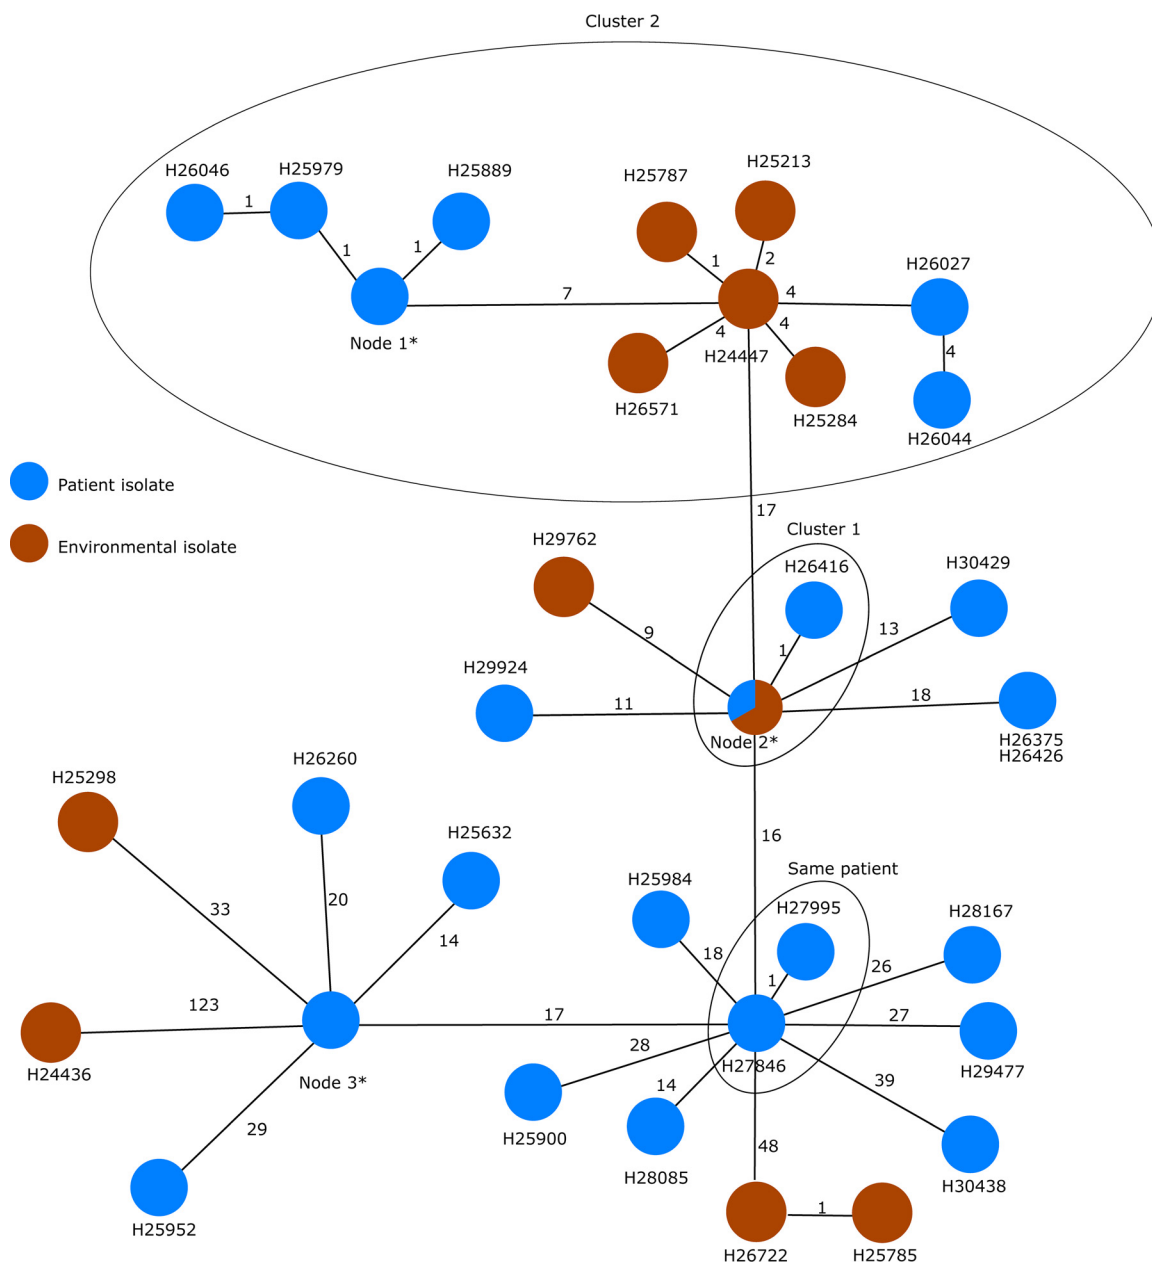 Cluster 2
H26046
H25979
H25889
H25787
H25213
1
1
1
1
2
H26027
7
4
Node 1*
4
H24447
4
4
H26571
H25284
H26044
Patient isolate
Environmental isolate
17
Cluster 1
H29762
H26416
H30429
9
1
13
H29924
11
18
Node 2*
H26375
H26426
H25298
H26260
H25632
16
Same patient
H25984
H27995
H28167
33
20
14
18
1
26
123
17
27
H24436
Node 3*
28
H27846
H29477
14
39
H25900
29
H28085
48
H30438
H25952
1
H26722
H25785